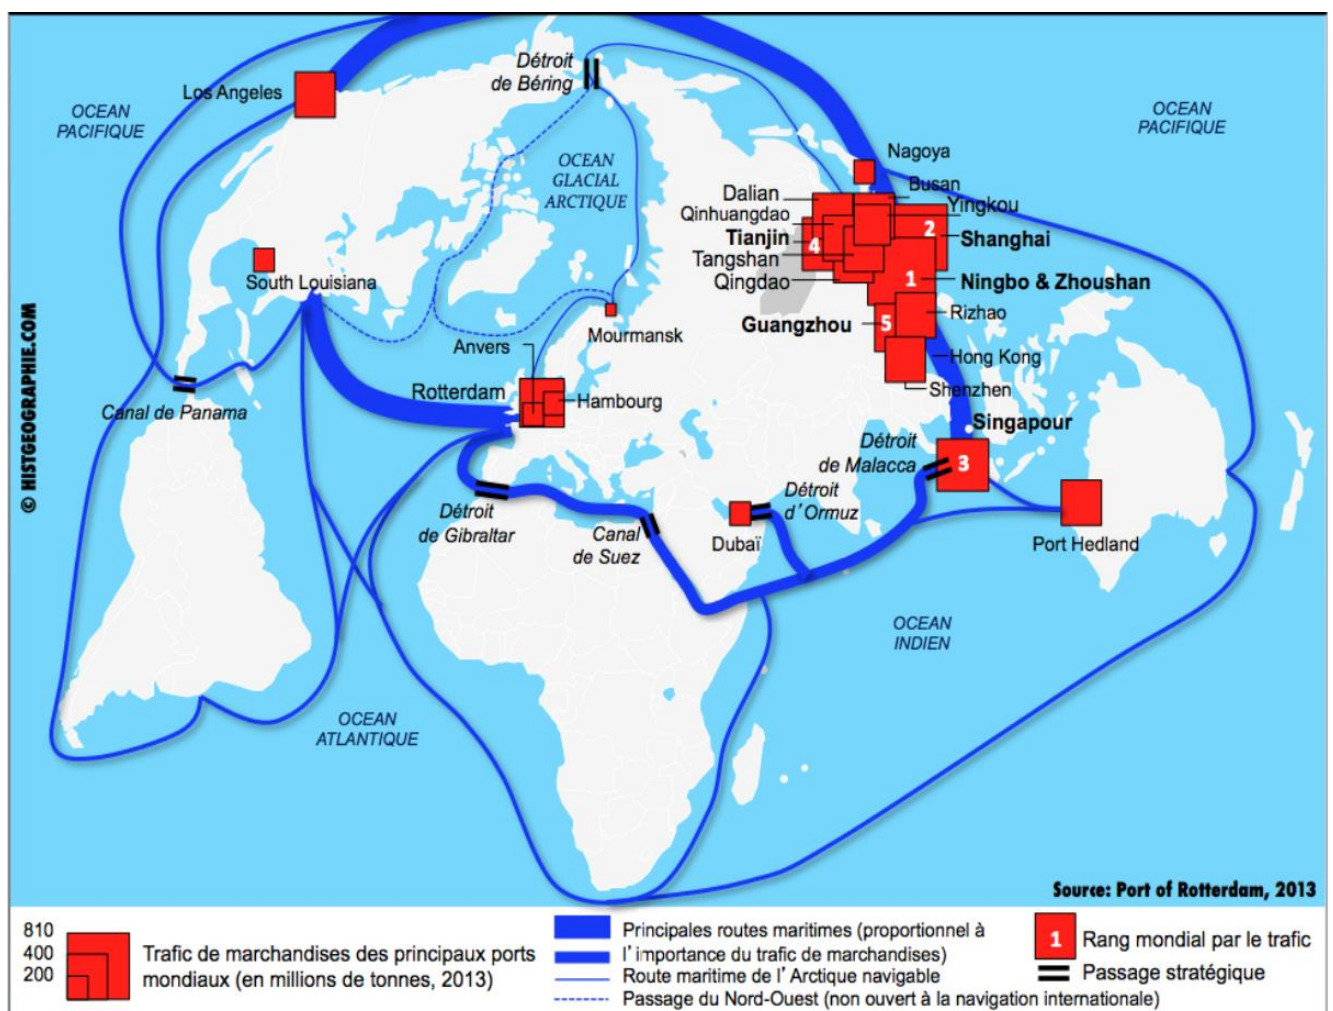 Los Angeles
Détroit
de Béring
OCEAN
PACIFIQUE
OCEAN
PACIFIQUE
OCEAN
GLACIAL
ARCTIQUE
Nagoya
Busan
Dalian
Yingkou
Qinhuangdao
Tianjin
4
2
Shanghai
Tangshan
Qingdao
1
Ningbo & Zhoushan
South Louisiana
Rizhao
Guangzhou
5
Mourmansk
Anvers
Hong Kong
Rotterdam
Hambourg
Shenzhen
Canal de Panama
Singapour
Détroit
de Malacca
3
Détroit
de Gibraltar
Canal
de Suez
Dubaï
Détroit
d'Ormuz
Port Hedland
OCEAN
INDIEN
OCEAN
ATLANTIQUE
© HISTGEOGRAPHIE.COM
Source: Port of Rotterdam, 2013
810
400
200
Trafic de marchandises des principaux ports
mondiaux (en millions de tonnes, 2013)
Principales routes maritimes (proportionnel à
l'importance du trafic de marchandises)
Route maritime de l'Arctique navigable
Passage du Nord-Ouest (non ouvert à la navigation internationale)
1
Rang mondial par le trafic
Passage stratégique